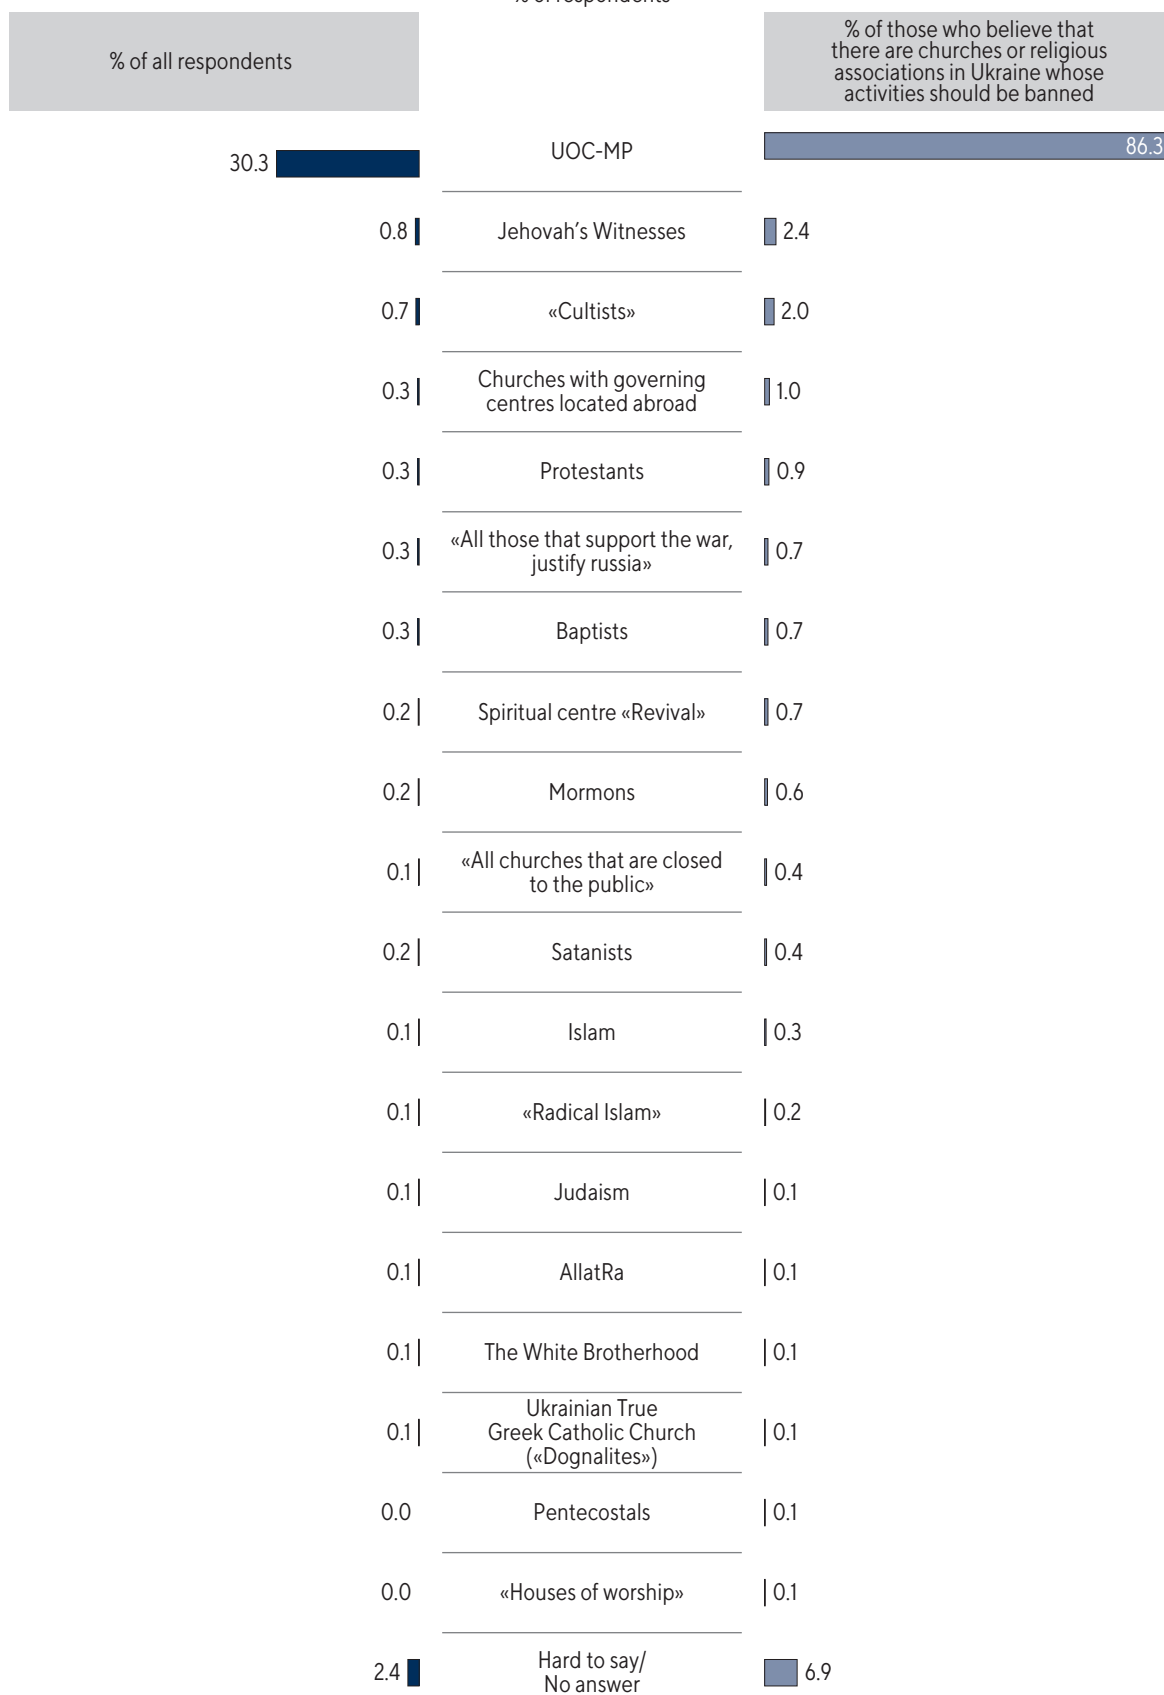 % of respondents
% of all respondents
% of those who believe that
there are churches or religious
associations in Ukraine whose
activities should be banned
30.3 UOC-MP 86.3
0.8 Jehovah's Witnesses 2.4
0.7 «Cultists» 2.0
0.3 Churches with governing
centres located abroad 1.0
0.3 Protestants 0.9
0.3 «All those that support the war,
justify russia» 0.7
0.3 Baptists 0.7
0.2 Spiritual centre «Revival» 0.7
0.2 Mormons 0.6
0.1 «All churches that are closed
to the public» 0.4
0.2 Satanists 0.4
0.1 Islam 0.3
0.1 «Radical Islam» 0.2
0.1 Judaism 0.1
0.1 AllatRa 0.1
0.1 The White Brotherhood 0.1
Ukrainian True
0.1 Greek Catholic Church 0.1
(«Dognalites»)
0.0 Pentecostals 0.1
0.0 «Houses of worship» 0.1
2.4 Hard to say/
No answer 6.9